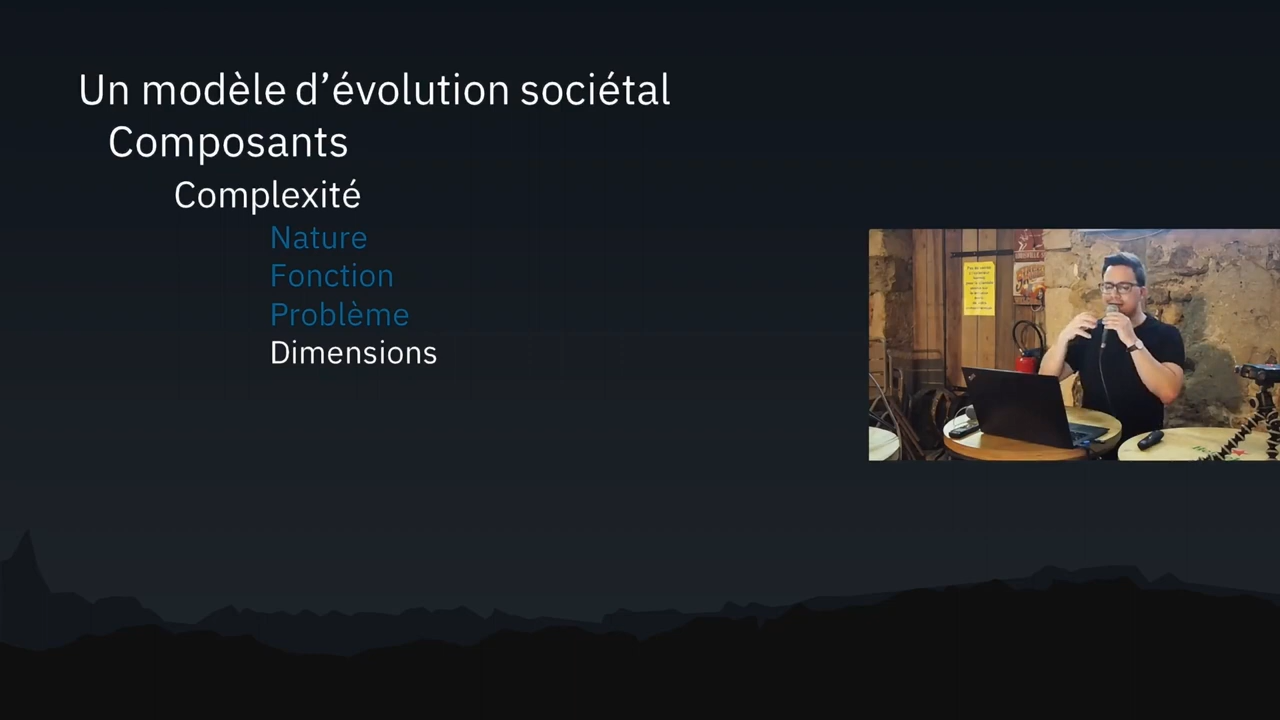 Un modèle d’évolution sociétal
Composants
Complexité
Nature
Fonction
Problème
Dimensions